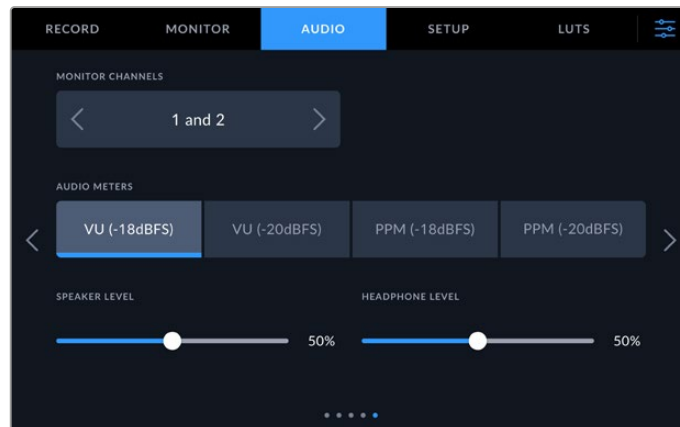 RECORD MONITOR AUDIO SETUP LUTS
MONITOR CHANNELS
1 and 2
AUDIO METERS
VU (-18dBFS) VU (-20dBFS) PPM (-18dBFS) PPM (-20dBFS)
SPEAKER LEVEL HEADPHONE LEVEL
50% 50%